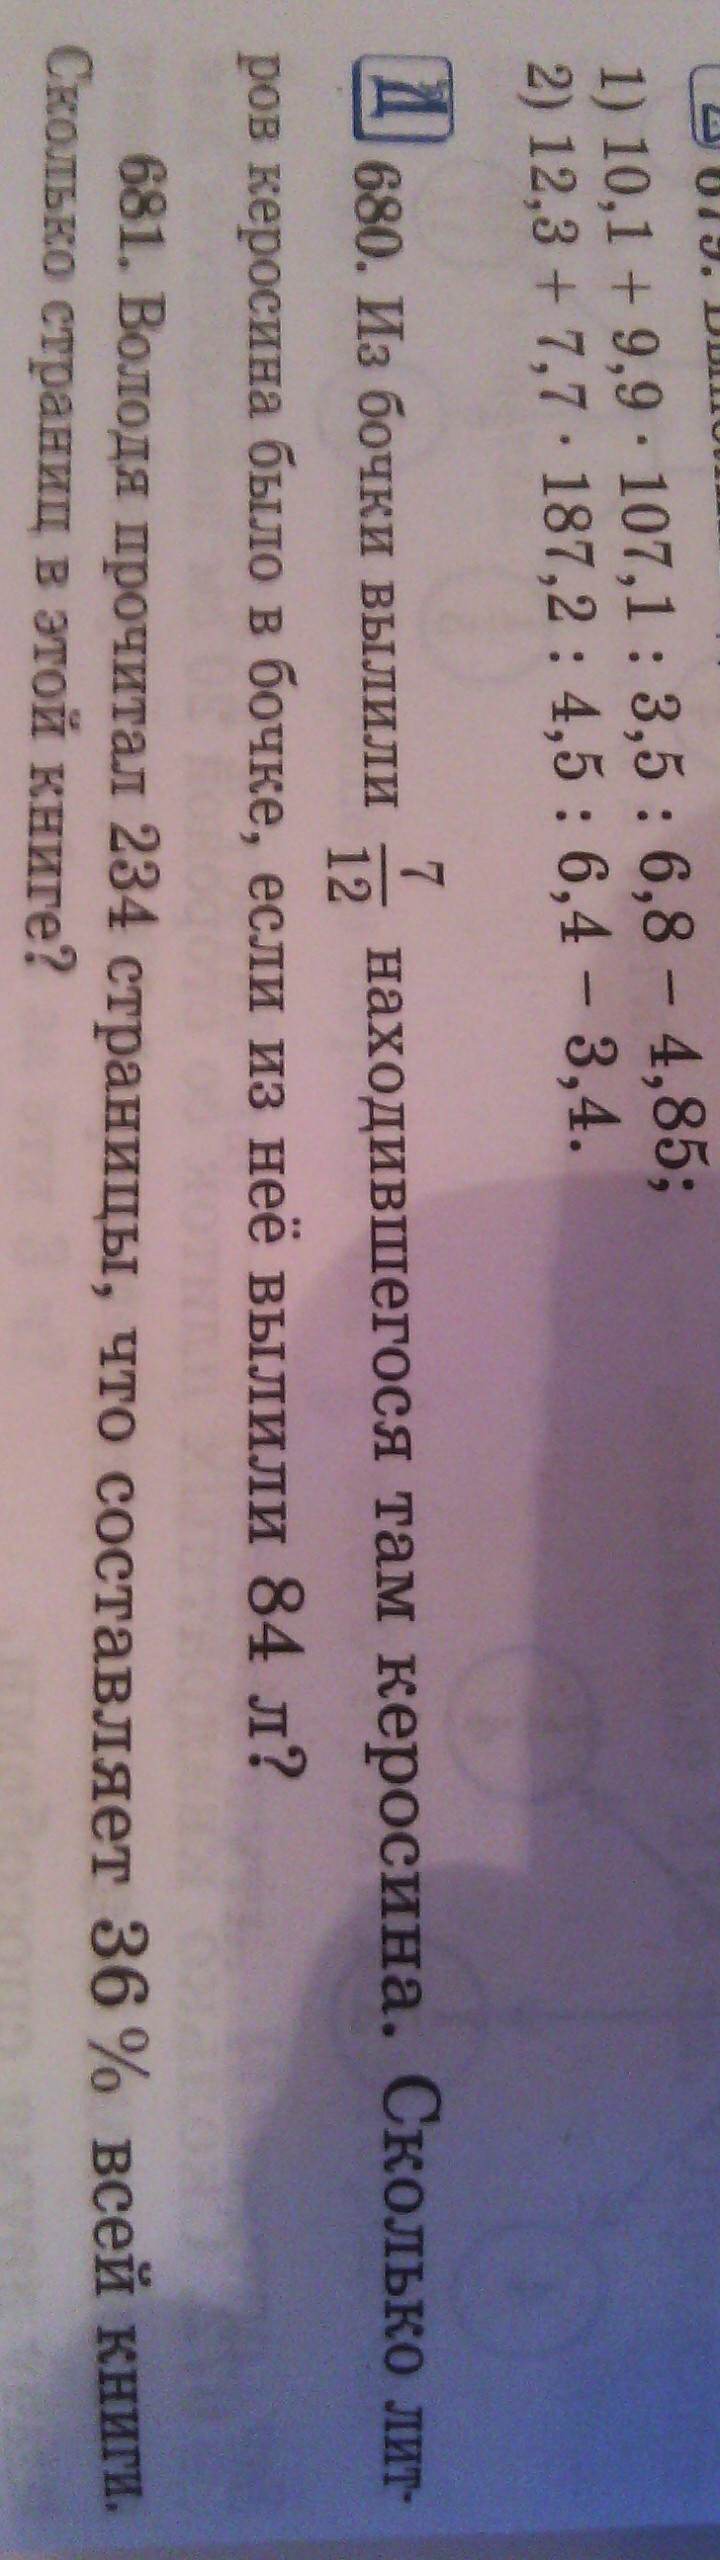 1) 10,1 + 9,9 · 107,1 : 3,5 : 6,8 − 4,85;
2) 12,3 + 7,7 · 187,2 : 4,5 : 6,4 − 3,4.
Д 680. Из бочки вылили 7/12 находившегося там керосина. Сколько лит-
ров керосина было в бочке, если из неё вылили 84 л?
681. Володя прочитал 234 страницы, что составляет 36 % всей книги.
Сколько страниц в этой книге?